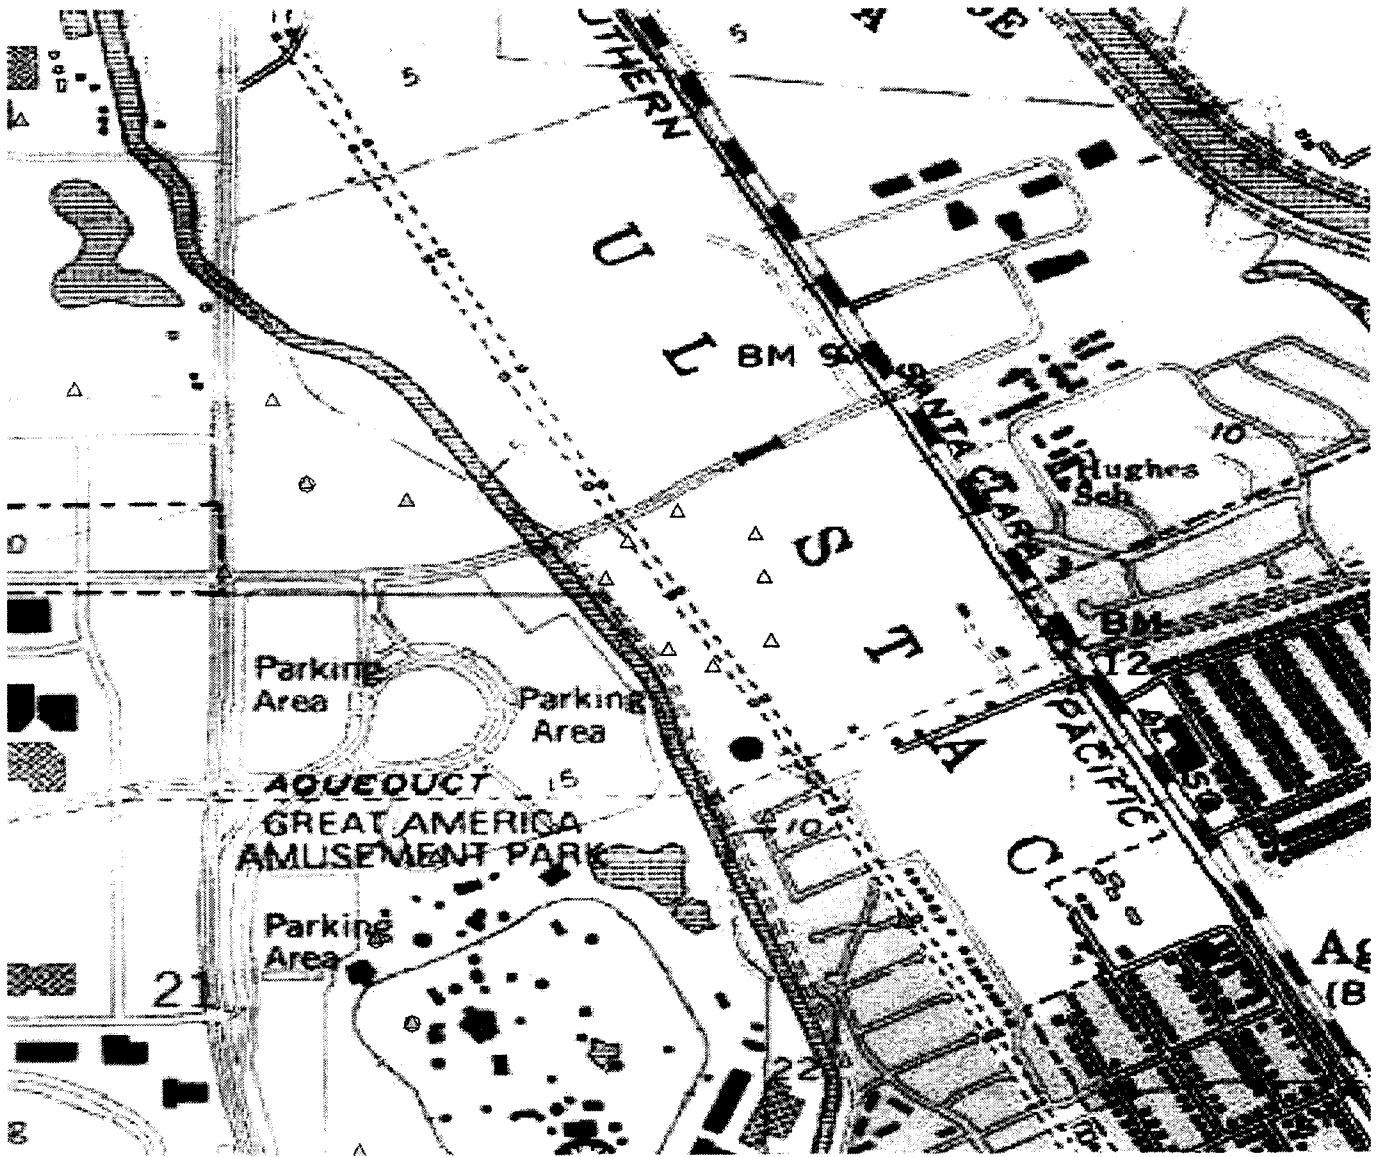 5
5
U
L
BM 9
SANTA CLARA
10
Hughes
Sch
S
T
BM
12
Parking
Area
Parking
Area
PACIFIC
A
AQUEDUCT
15
GREAT AMERICA
AMUSEMENT PARK
10
C
Parking
Area
21
22